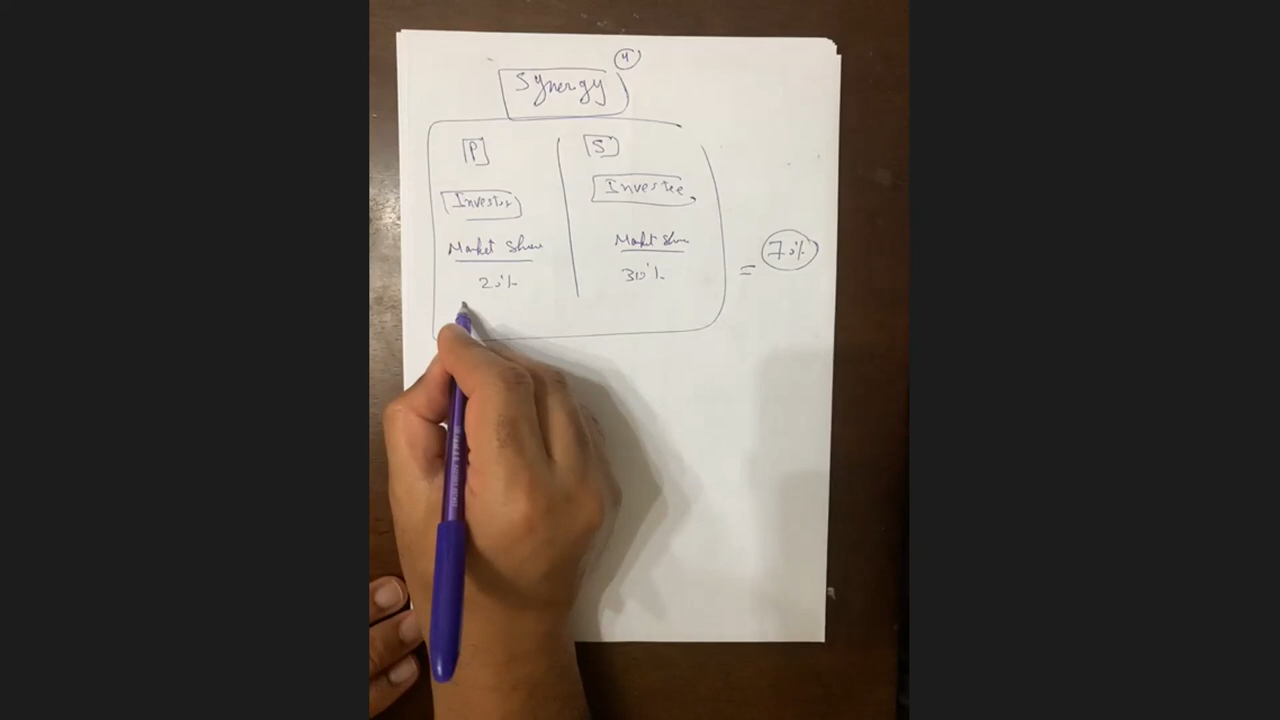 4
Synergy
P
S
Investor
Investee
Market Share
Market Share
20%
30%
= 70%